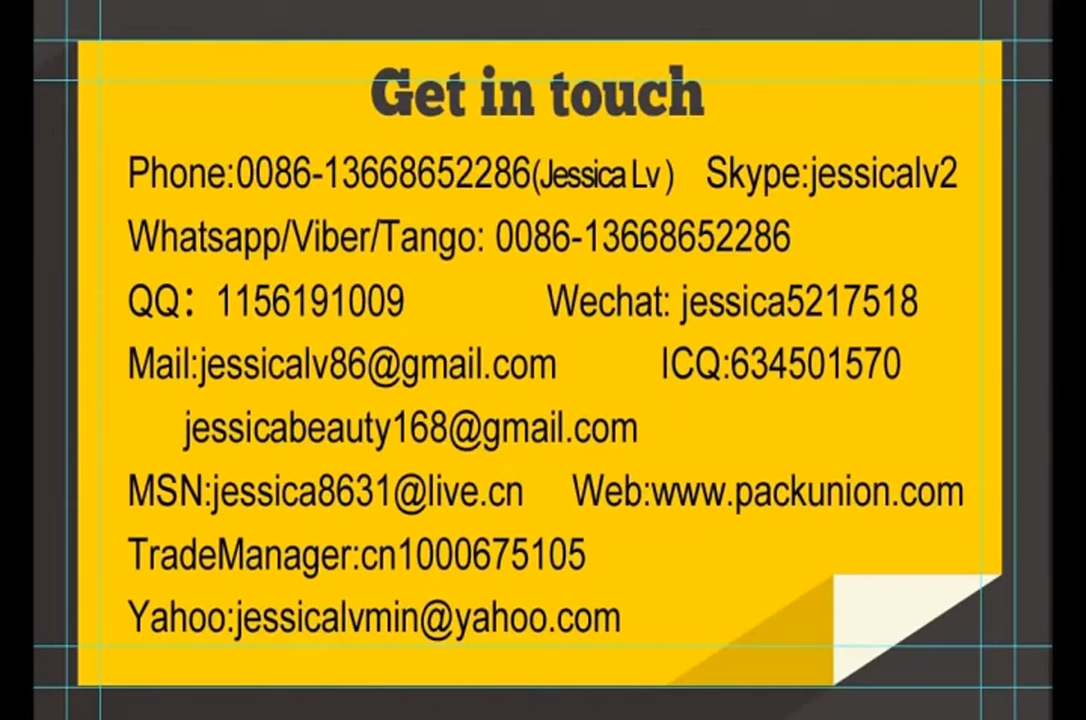 Get in touch
Phone:0086-13668652286(Jessica Lv) Skype:jessicalv2
Whatsapp/Viber/Tango: 0086-13668652286
QQ：1156191009 Wechat: jessica5217518
Mail:jessicalv86@gmail.com ICQ:634501570
jessicabeauty168@gmail.com
MSN:jessica8631@live.cn Web:www.packunion.com
TradeManager:cn1000675105
Yahoo:jessicalvmin@yahoo.com